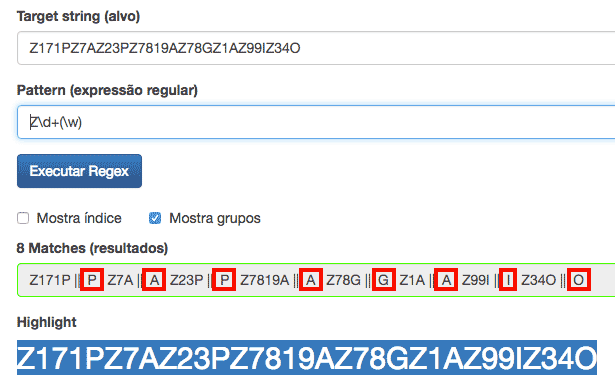 Target string (alvo)
Z171PZ7AZ23PZ7819AZ78GZ1AZ99IZ34O
Pattern (expressão regular)
Z\d+(\w)
Executar Regex
Mostra índice Mostra grupos
8 Matches (resultados)
Z171P || P Z7A || A Z23P || P Z7819A || A Z78G || G Z1A || A Z99I || I Z34O || O
Highlight
Z171PZ7AZ23PZ7819AZ78GZ1AZ99IZ34O